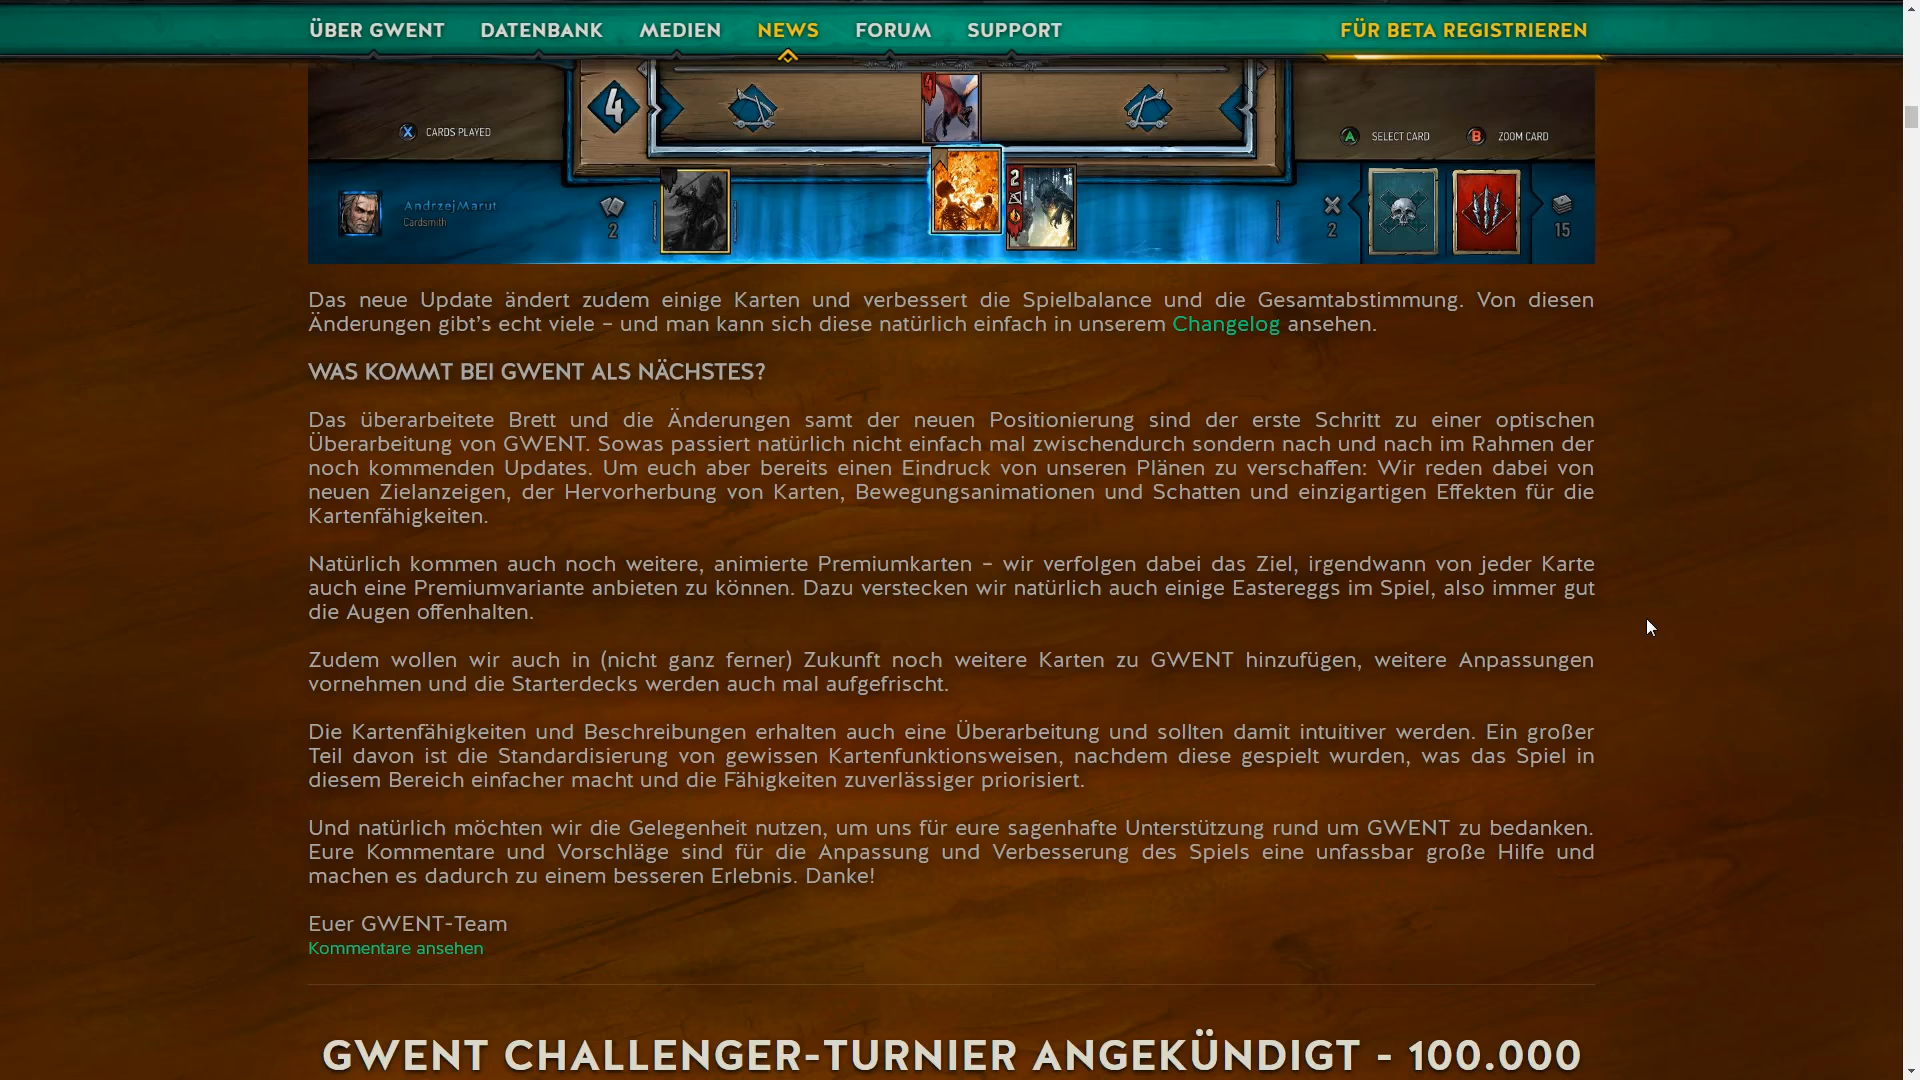 ÜBER GWENT DATENBANK MEDIEN NEWS FORUM SUPPORT FÜR BETA REGISTRIEREN
4
4
X CARDS PLAYED
A SELECT CARD B ZOOM CARD
AndrzejMarut
Cardsmith
2
2
2
15
Das neue Update ändert zudem einige Karten und verbessert die Spielbalance und die Gesamtabstimmung. Von diesen
Änderungen gibt's echt viele – und man kann sich diese natürlich einfach in unserem Changelog ansehen.
WAS KOMMT BEI GWENT ALS NÄCHSTES?
Das überarbeitete Brett und die Änderungen samt der neuen Positionierung sind der erste Schritt zu einer optischen
Überarbeitung von GWENT. Sowas passiert natürlich nicht einfach mal zwischendurch sondern nach und nach im Rahmen der
noch kommenden Updates. Um euch aber bereits einen Eindruck von unseren Plänen zu verschaffen: Wir reden dabei von
neuen Zielanzeigen, der Hervorherbung von Karten, Bewegungsanimationen und Schatten und einzigartigen Effekten für die
Kartenfähigkeiten.
Natürlich kommen auch noch weitere, animierte Premiumkarten – wir verfolgen dabei das Ziel, irgendwann von jeder Karte
auch eine Premiumvariante anbieten zu können. Dazu verstecken wir natürlich auch einige Eastereggs im Spiel, also immer gut
die Augen offenhalten.
Zudem wollen wir auch in (nicht ganz ferner) Zukunft noch weitere Karten zu GWENT hinzufügen, weitere Anpassungen
vornehmen und die Starterdecks werden auch mal aufgefrischt.
Die Kartenfähigkeiten und Beschreibungen erhalten auch eine Überarbeitung und sollten damit intuitiver werden. Ein großer
Teil davon ist die Standardisierung von gewissen Kartenfunktionsweisen, nachdem diese gespielt wurden, was das Spiel in
diesem Bereich einfacher macht und die Fähigkeiten zuverlässiger priorisiert.
Und natürlich möchten wir die Gelegenheit nutzen, um uns für eure sagenhafte Unterstützung rund um GWENT zu bedanken.
Eure Kommentare und Vorschläge sind für die Anpassung und Verbesserung des Spiels eine unfassbar große Hilfe und
machen es dadurch zu einem besseren Erlebnis. Danke!
Euer GWENT-Team
Kommentare ansehen
GWENT CHALLENGER-TURNIER ANGEKÜNDIGT - 100.000